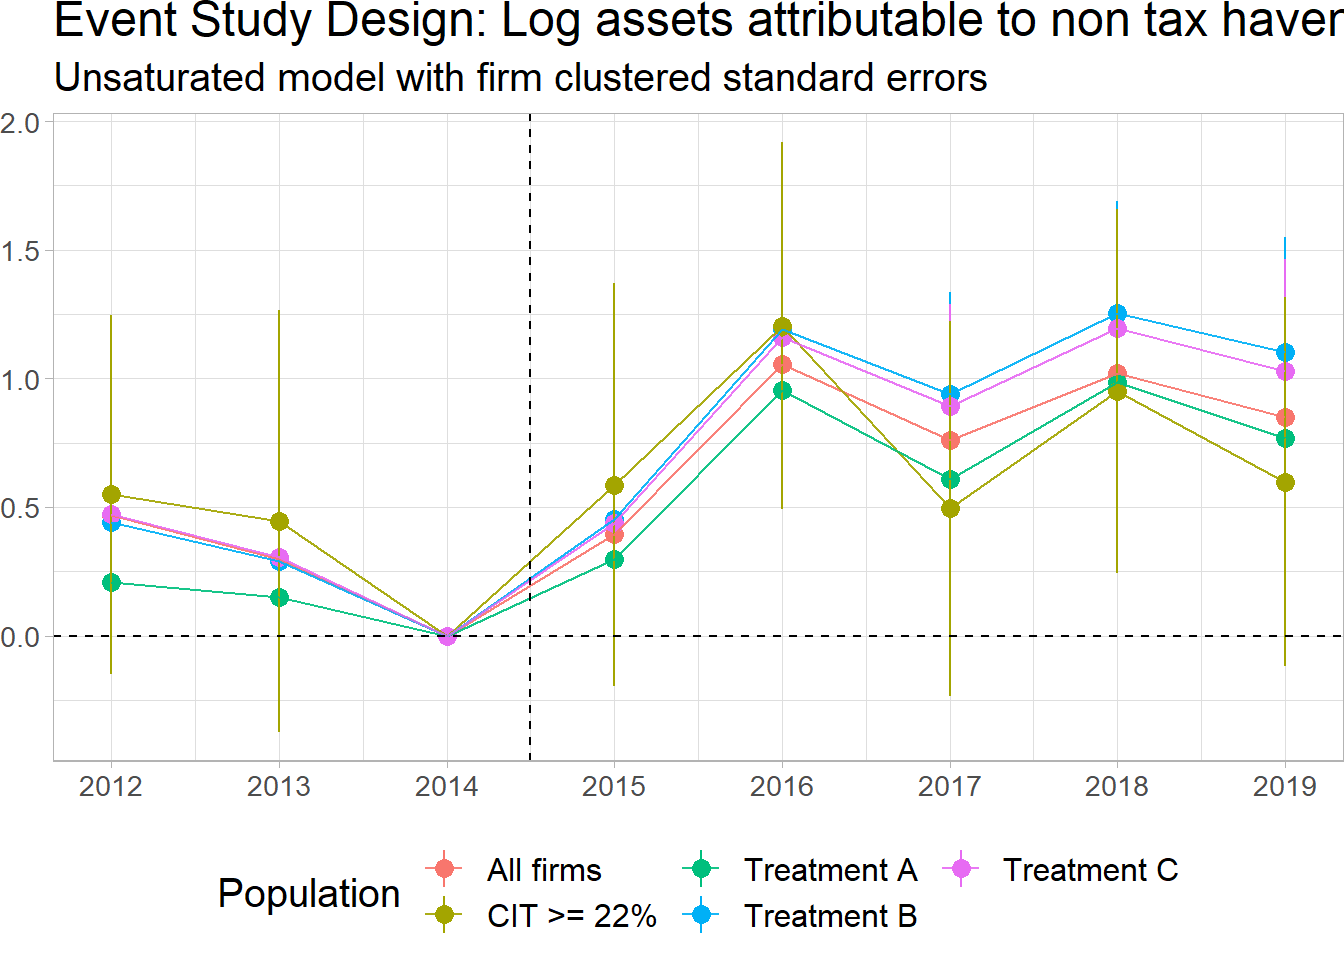 Event Study Design: Log assets attributable to non tax haven
Unsaturated model with firm clustered standard errors
2.0
1.5
1.0
0.5
0.0
2012 2013 2014 2015 2016 2017 2018 2019
Population
All firms Treatment A Treatment C
CIT >= 22% Treatment B